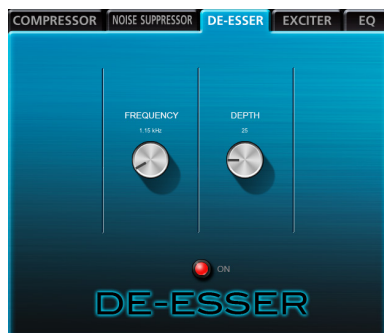 COMPRESSOR NOISE SUPPRESSOR DE-ESSER EXCITER EQ
FREQUENCY DEPTH
1.15 kHz 25
ON
DE-ESSER